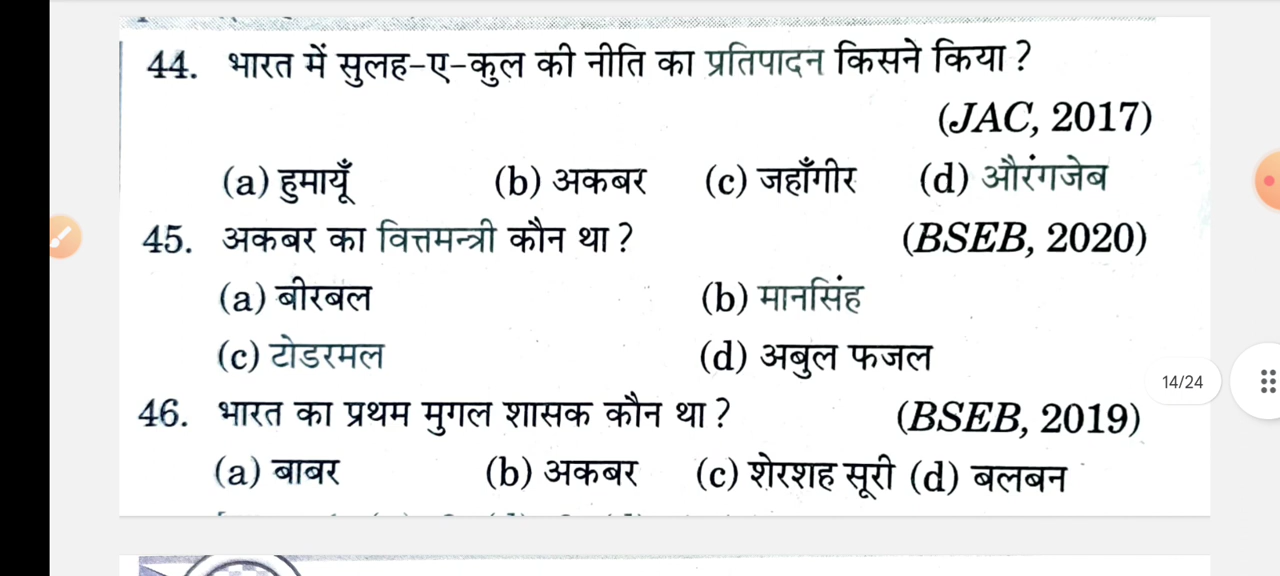 44. भारत में सुलह-ए-कुल की नीति का प्रतिपादन किसने किया ?
(JAC, 2017)
(a) हुमायूँ (b) अकबर (c) जहाँगीर (d) औरंगजेब
45. अकबर का वित्तमन्त्री कौन था ? (BSEB, 2020)
(a) बीरबल (b) मानसिंह
(c) टोडरमल (d) अबुल फजल
14/24
46. भारत का प्रथम मुगल शासक कौन था ? (BSEB, 2019)
(a) बाबर (b) अकबर (c) शेरशाह सूरी (d) बलबन